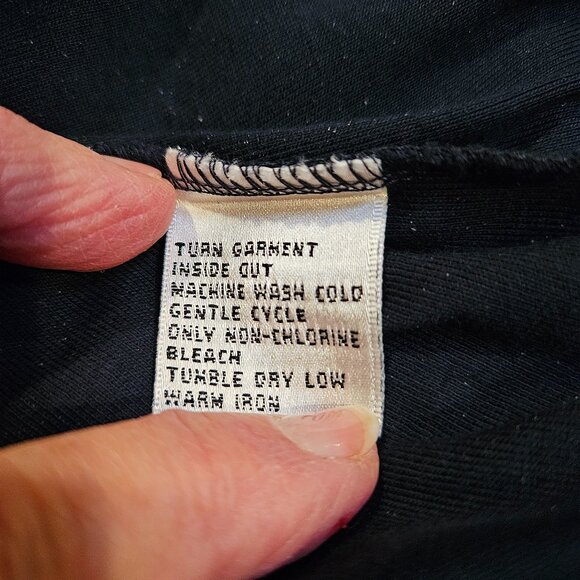 TURN GARMENT
INSIDE OUT
MACHINE WASH COLD
GENTLE CYCLE
ONLY NON-CHLORINE
BLEACH
TUMBLE DRY LOW
WARM IRON